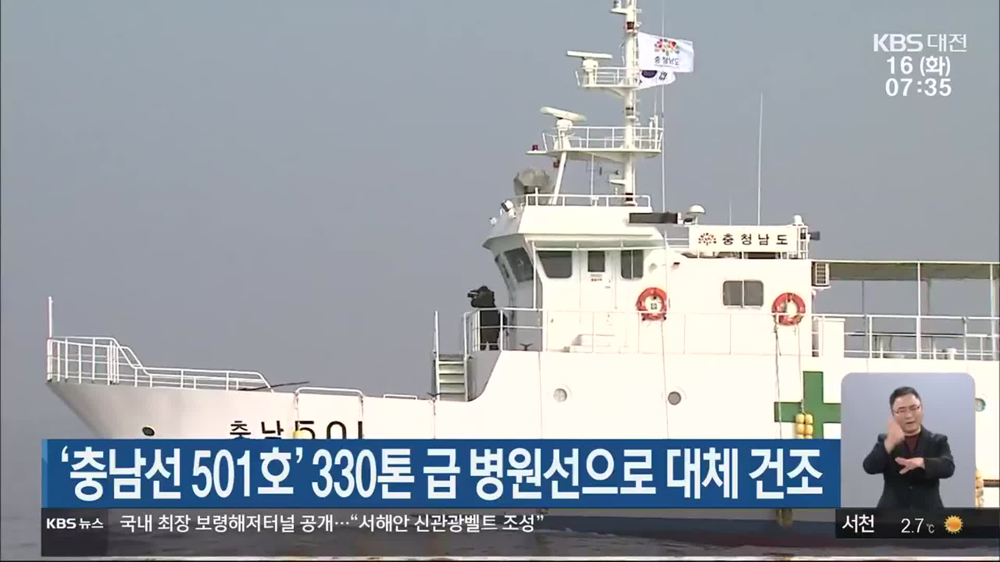 KBS 대전
16 (화)
07:35
충청남도
충청남도
충남 501
‘충남선 501호’ 330톤 급 병원선으로 대체 건조
KBS 뉴스 국내 최장 보령해저터널 공개…“서해안 신관광벨트 조성”
서천 2.7℃